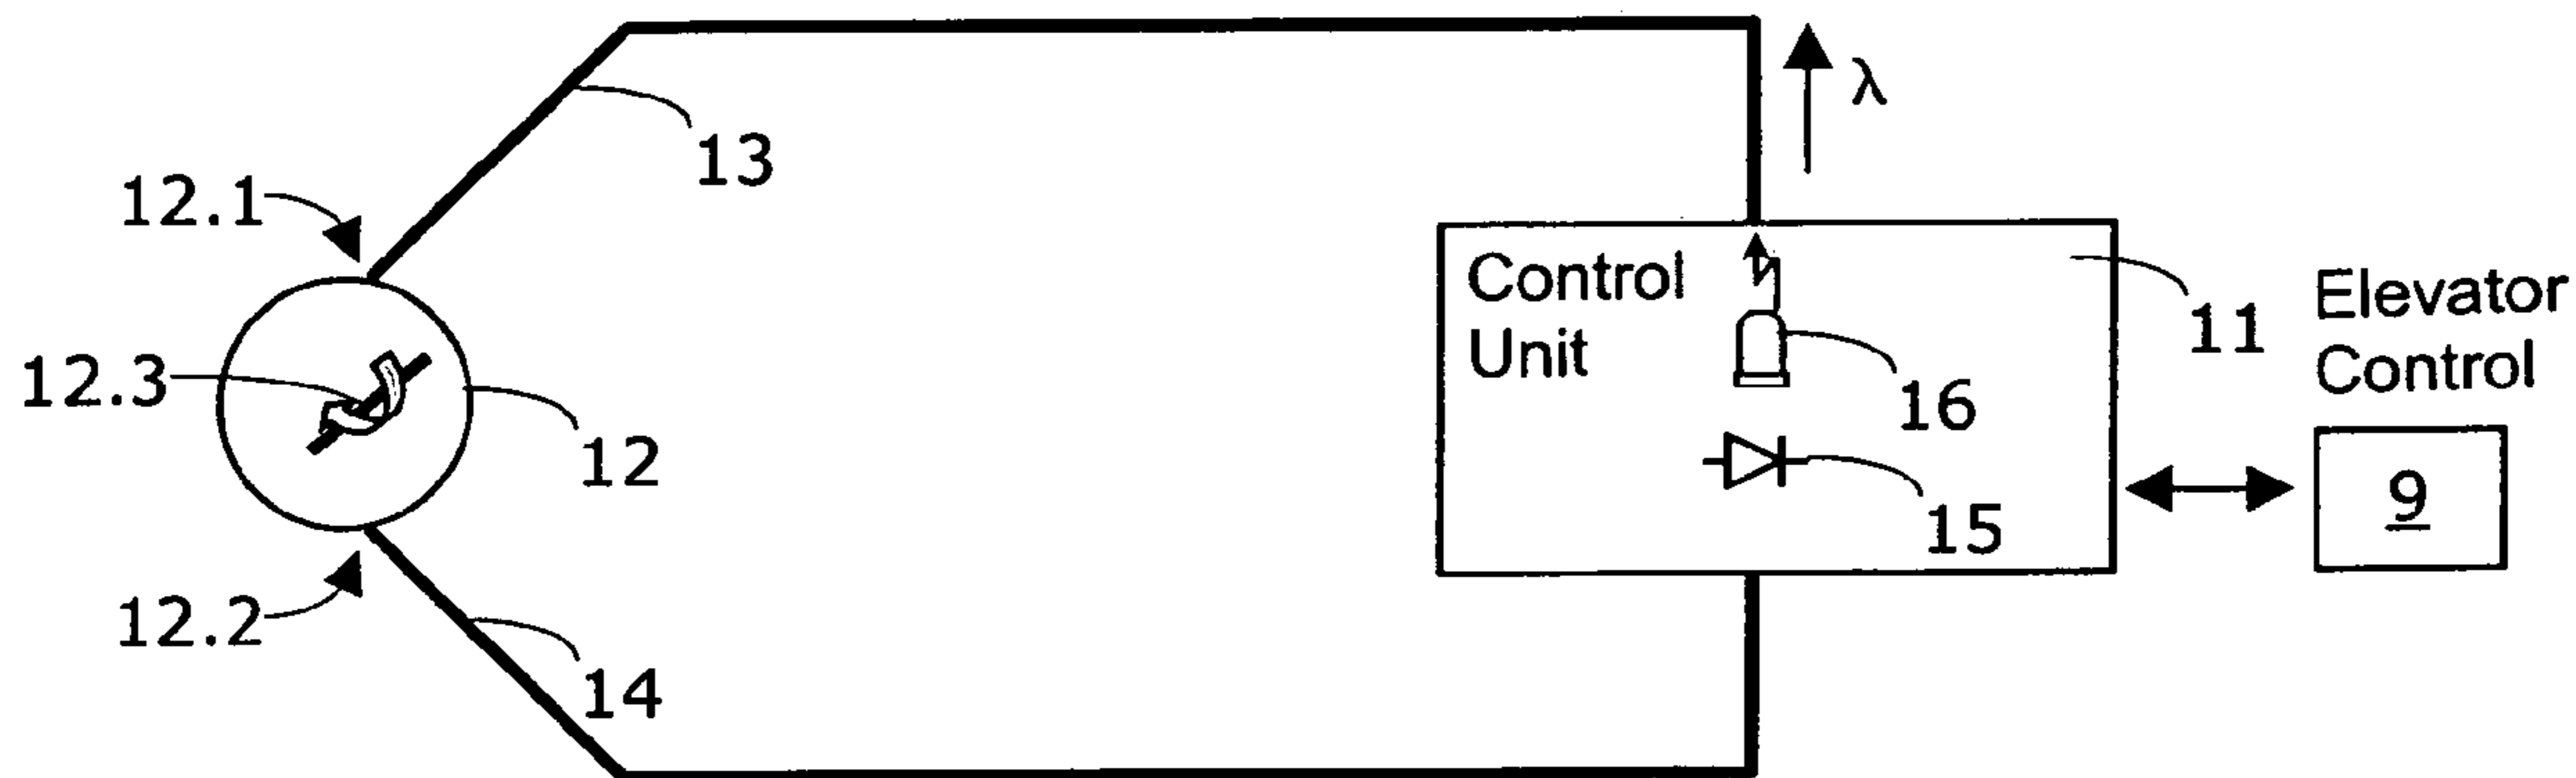 λ
13
12.1
Control
Unit
11
Elevator
Control
12.3
12
16
15
9
12.2
14